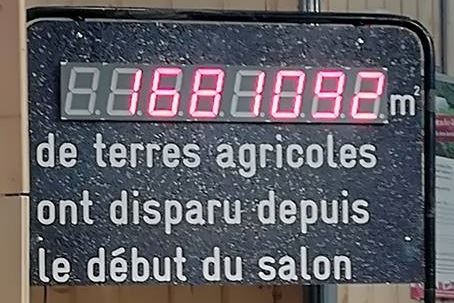 1681092 m²
de terres agricoles
ont disparu depuis
le début du salon